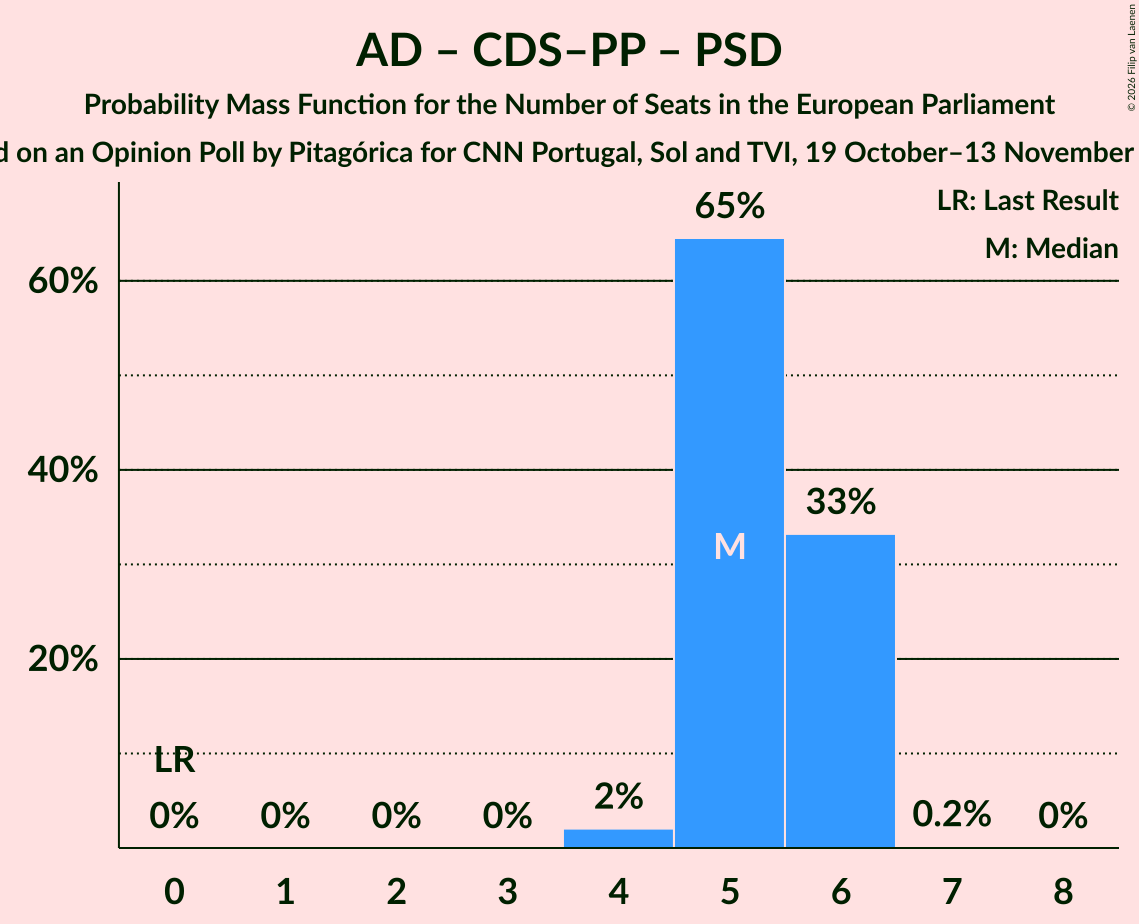 AD – CDS–PP – PSD
Probability Mass Function for the Number of Seats in the European Parliament
on an Opinion Poll by Pitagórica for CNN Portugal, Sol and TVI, 19 October–13 November
© 2026 Filip van Laenen
LR: Last Result
M: Median
60%
40%
20%
65%
33%
M
LR
0%
0%
0%
0%
2%
0.2%
0%
0
1
2
3
4
5
6
7
8